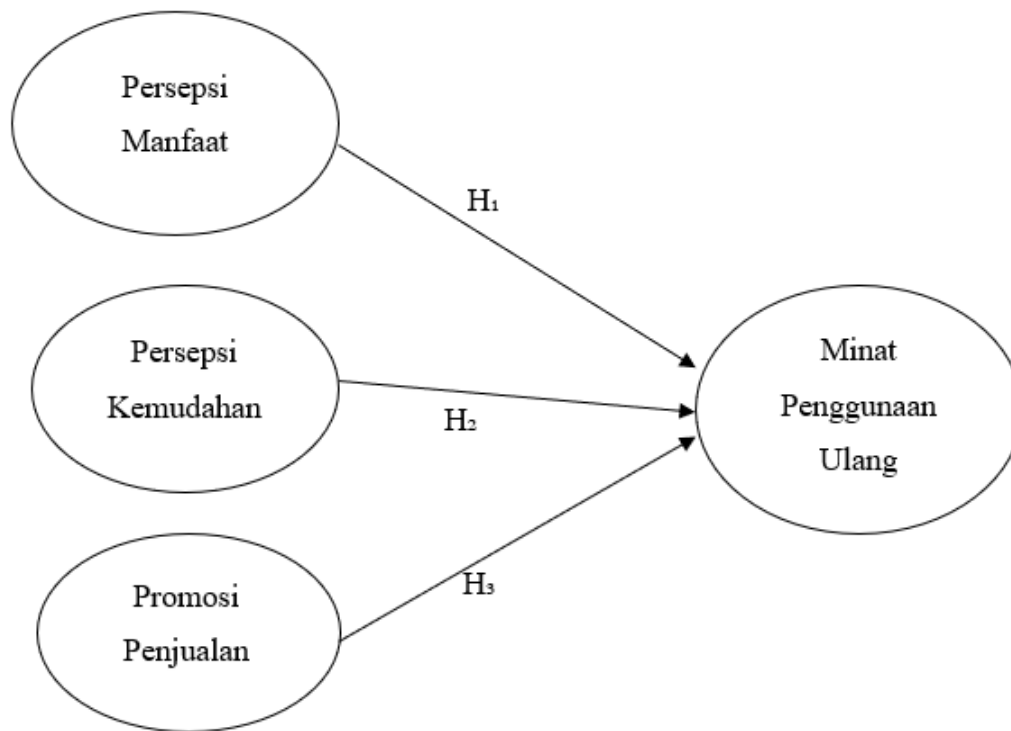 Persepsi
Manfaat
H₁
Persepsi
Kemudahan
H₂
Promosi
Penjualan
H₃
Minat
Penggunaan
Ulang